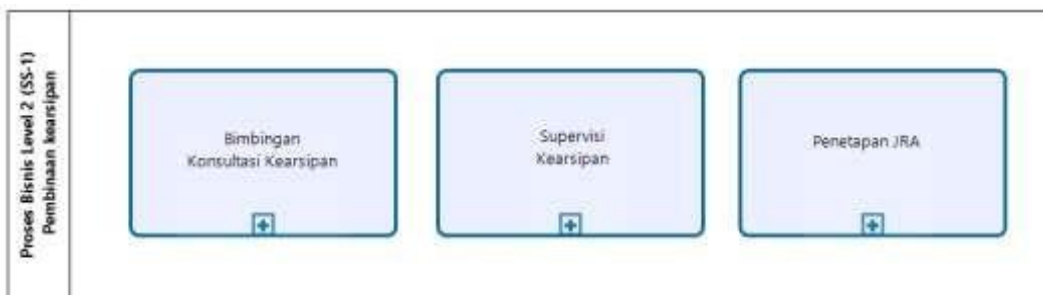 Proses Bisnis Level 2 (SS-1)
Pembinaan kearsipan
Bimbingan
Konsultasi Kearsipan
Supervisi
Kearsipan
Penetapan JRA